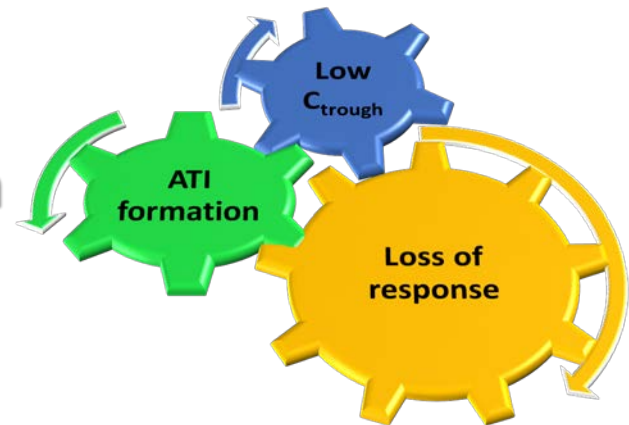 Low
Ctrough
ATI
formation
Loss of
response